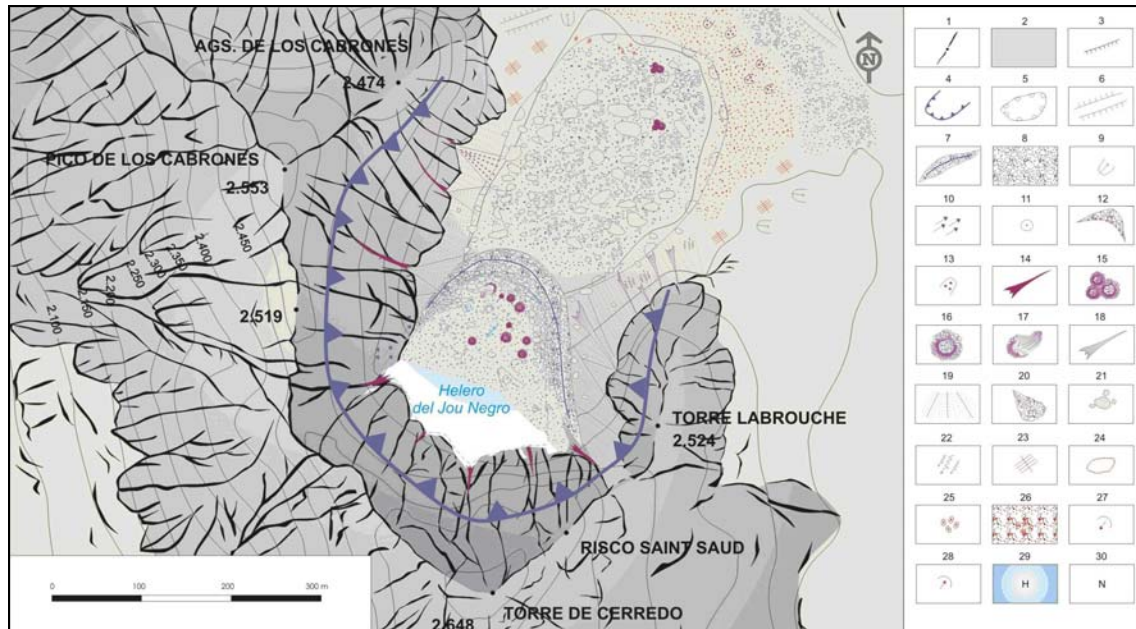 AGS. DE LOS CABRONES
2.474
N
PICO DE LOS CABRONES
2.553
2.450
2.400
2.350
2.300
2.250
2.200
2.150
2.100
2.519
Helero
del Jou Negro
TORRE LABROUCHE
2.524
RISCO SAINT SAUD
TORRE DE CERREDO
2.648
0 100 200 300 m
1 2 3
4 5 6
7 8 9
10 11 12
13 14 15
16 17 18
19 20 21
22 23 24
25 26 27
28 29 30
H N